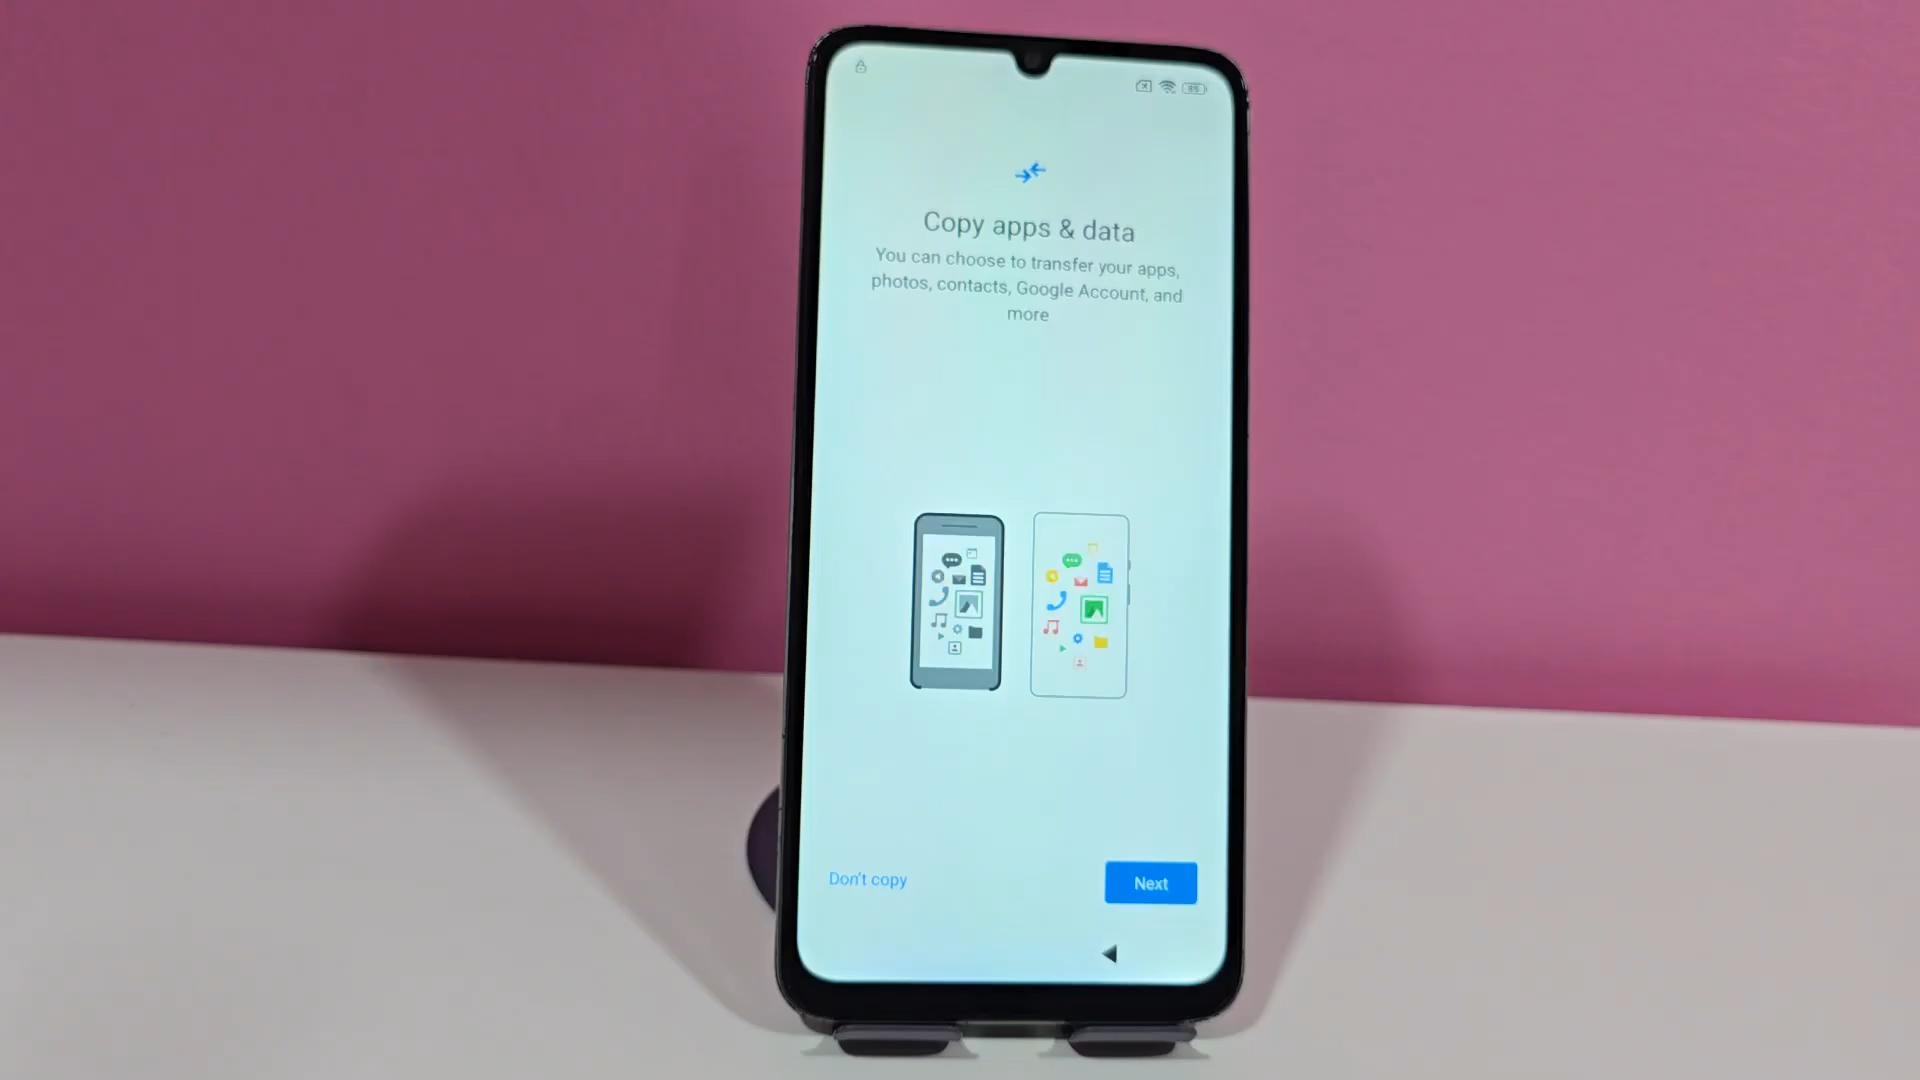 Copy apps & data
You can choose to transfer your apps,
photos, contacts, Google Account, and
more
Don't copy
Next